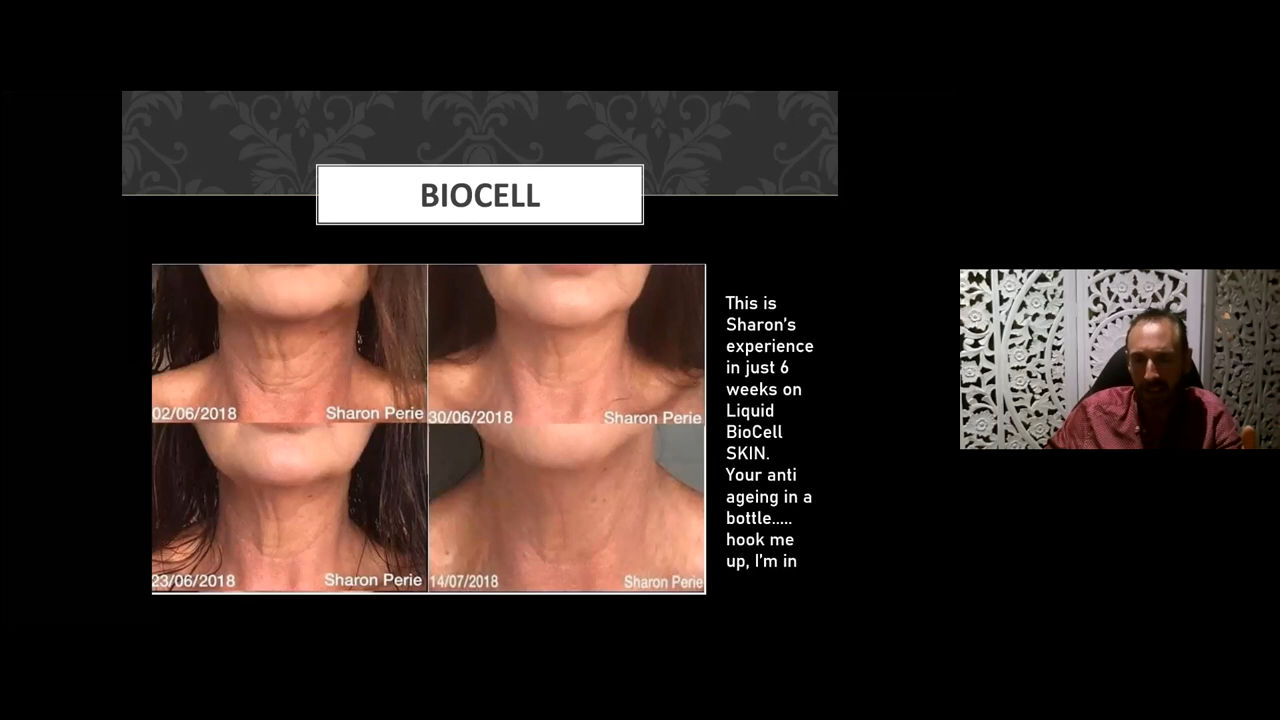 BIOCELL
02/06/2018
Sharon Perie
30/06/2018
Sharon Perie
23/06/2018
Sharon Perie
14/07/2018
Sharon Perie
This is
Sharon's
experience
in just 6
weeks on
Liquid
BioCell
SKIN.
Your anti
ageing in a
bottle.....
hook me
up, I'm in